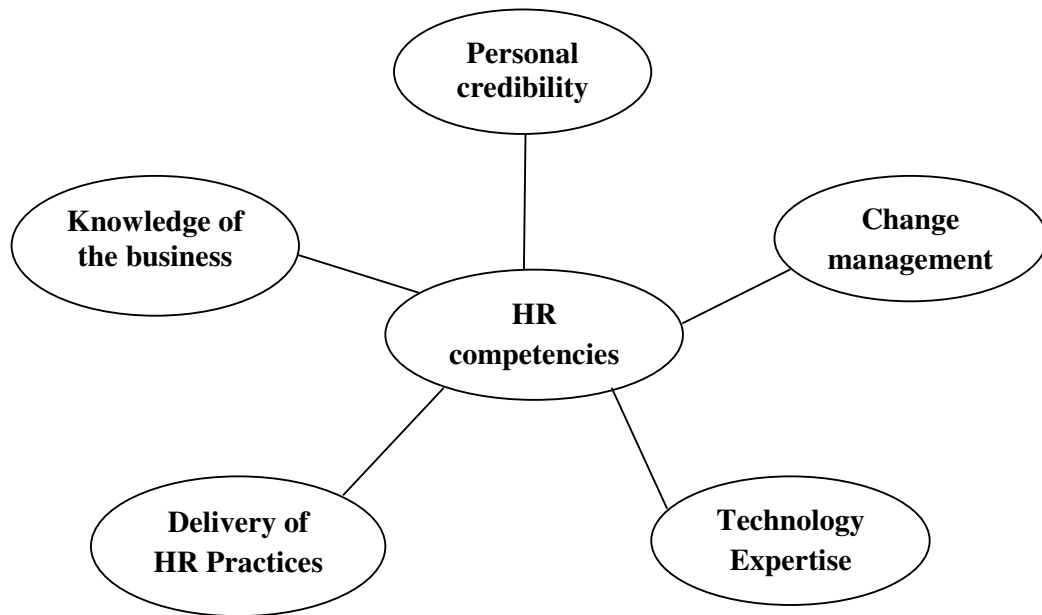 Personal
credibility
Knowledge of
the business
Change
management
HR
competencies
Delivery of
HR Practices
Technology
Expertise